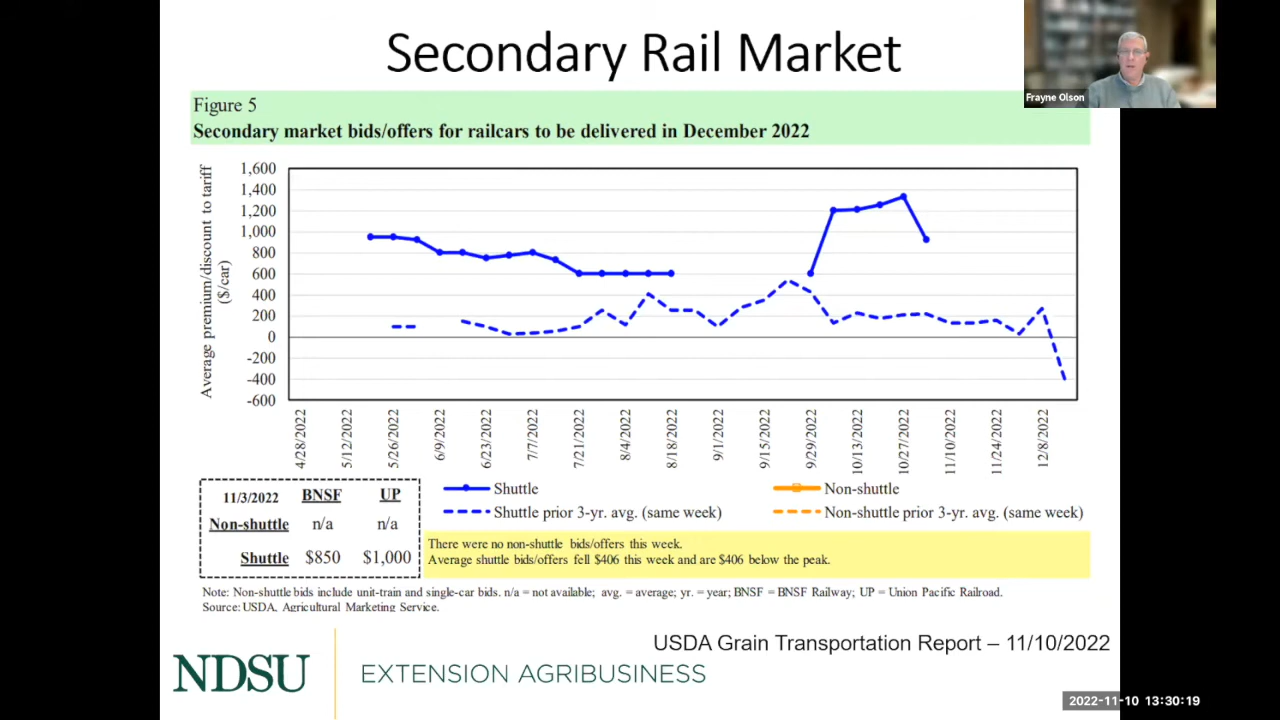 Secondary Rail Market
Frayne Olson
Figure 5
Secondary market bids/offers for railcars to be delivered in December 2022
Average premium/discount to tariff
($/car)
1,600
1,400
1,200
1,000
800
600
400
200
0
-200
-400
-600
4/28/2022
5/12/2022
5/26/2022
6/9/2022
6/23/2022
7/7/2022
7/21/2022
8/4/2022
8/18/2022
9/1/2022
9/15/2022
9/29/2022
10/13/2022
10/27/2022
11/10/2022
11/24/2022
12/8/2022
Shuttle
Non-shuttle
Shuttle prior 3-yr. avg. (same week)
Non-shuttle prior 3-yr. avg. (same week)
11/3/2022 BNSF UP
Non-shuttle n/a n/a
Shuttle $850 $1,000
There were no non-shuttle bids/offers this week.
Average shuttle bids/offers fell $406 this week and are $406 below the peak.
Note: Non-shuttle bids include unit-train and single-car bids. n/a = not available; avg. = average; yr. = year; BNSF = BNSF Railway; UP = Union Pacific Railroad.
Source: USDA, Agricultural Marketing Service.
USDA Grain Transportation Report – 11/10/2022
NDSU EXTENSION AGRIBUSINESS
2022-11-10 13:30:19